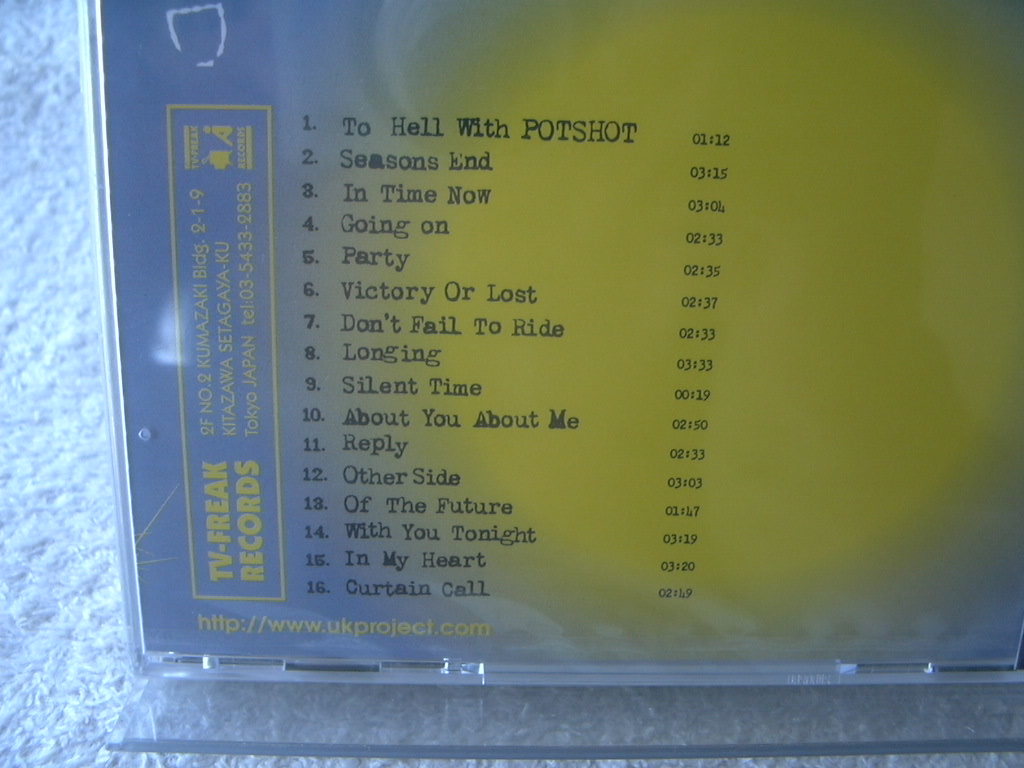 1. To Hell With POTSHOT 01:12
2. Seasons End 03:15
3. In Time Now 03:04
4. Going on 02:33
5. Party 02:35
6. Victory Or Lost 02:37
7. Don't Fail To Ride 02:33
8. Longing 03:33
9. Silent Time 00:19
10. About You About Me 02:50
11. Reply 02:33
12. Other Side 03:03
13. Of The Future 01:47
14. With You Tonight 03:19
15. In My Heart 03:20
16. Curtain Call 02:49
TV-FREAK
RECORDS
2F NO.2 KUMAZAKI Bldg. 2-1-9
KITAZAWA SETAGAYA-KU
Tokyo JAPAN tel:03-5433-2883
TV-FREAK
RECORDS
http://www.ukproject.com